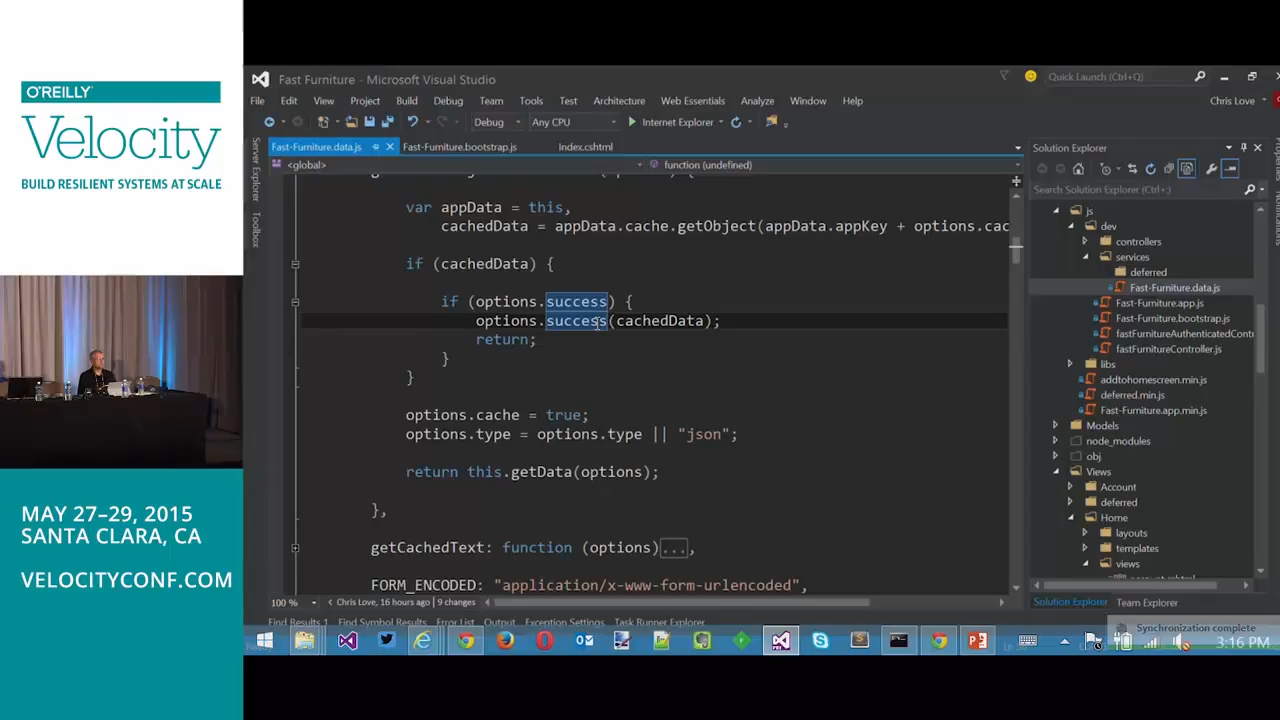 O'REILLY®
Velocity
BUILD RESILIENT SYSTEMS AT SCALE
MAY 27–29, 2015
SANTA CLARA, CA
VELOCITYCONF.COM
Fast Furniture - Microsoft Visual Studio
Quick Launch (Ctrl+Q)
File Edit View Project Build Debug Team Tools Test Architecture Web Essentials Analyze Window Help
Chris Love
Debug Any CPU Internet Explorer
Server Explorer
Toolbox
Fast-Furniture.data.js Fast-Furniture.bootstrap.js Index.cshtml
<global> function (undefined)
var appData = this,
cachedData = appData.cache.getObject(appData.appKey + options.cac
if (cachedData) {
if (options.success) {
options.success(cachedData);
return;
}
}
options.cache = true;
options.type = options.type || "json";
return this.getData(options);
},
getCachedText: function (options)...,
FORM_ENCODED: "application/x-www-form-urlencoded",
100 % Chris Love, 16 hours ago | 9 changes
Find Results 1 Find Symbol Results Error List Output Exception Settings Task Runner Explorer
Solution Explorer
Search Solution Explorer (Ctrl+;)
js
dev
controllers
services
deferred
Fast-Furniture.data.js
Fast-Furniture.app.js
Fast-Furniture.bootstrap.js
fastFurnitureAuthenticatedContr
fastFurnitureController.js
libs
addtohomescreen.min.js
deferred.min.js
Fast-Furniture.app.min.js
Models
node_modules
obj
Views
Account
deferred
Home
layouts
templates
views
Solution Explorer Team Explorer
Synchronization complete
3:16 PM